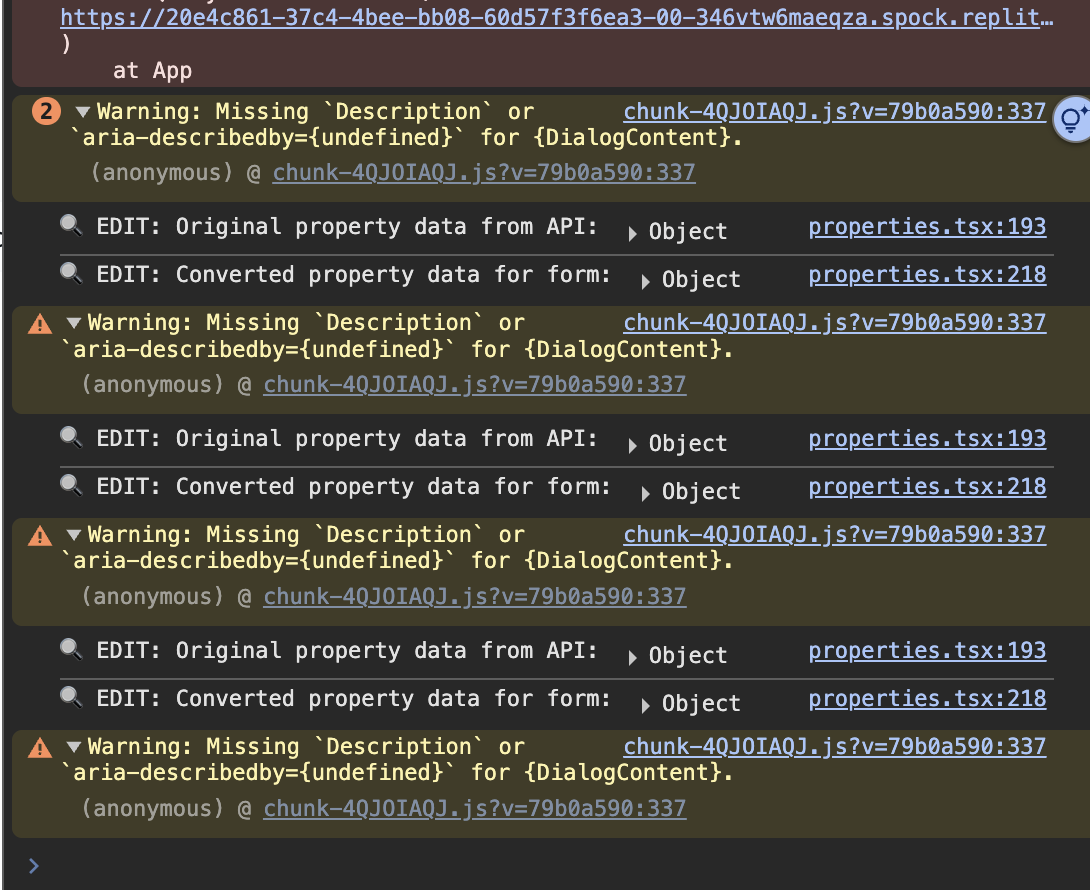 https://20e4c861-37c4-4bee-bb08-60d57f3f6ea3-00-346vtw6maeqza.spock.replit…
)
at App
2 ▼Warning: Missing `Description` or chunk-4QJOIAQJ.js?v=79b0a590:337
`aria-describedby={undefined}` for {DialogContent}.
(anonymous) @ chunk-4QJOIAQJ.js?v=79b0a590:337
🔍 EDIT: Original property data from API: ▶ Object properties.tsx:193
🔍 EDIT: Converted property data for form: ▶ Object properties.tsx:218
▼Warning: Missing `Description` or chunk-4QJOIAQJ.js?v=79b0a590:337
`aria-describedby={undefined}` for {DialogContent}.
(anonymous) @ chunk-4QJOIAQJ.js?v=79b0a590:337
🔍 EDIT: Original property data from API: ▶ Object properties.tsx:193
🔍 EDIT: Converted property data for form: ▶ Object properties.tsx:218
▼Warning: Missing `Description` or chunk-4QJOIAQJ.js?v=79b0a590:337
`aria-describedby={undefined}` for {DialogContent}.
(anonymous) @ chunk-4QJOIAQJ.js?v=79b0a590:337
🔍 EDIT: Original property data from API: ▶ Object properties.tsx:193
🔍 EDIT: Converted property data for form: ▶ Object properties.tsx:218
▼Warning: Missing `Description` or chunk-4QJOIAQJ.js?v=79b0a590:337
`aria-describedby={undefined}` for {DialogContent}.
(anonymous) @ chunk-4QJOIAQJ.js?v=79b0a590:337
>